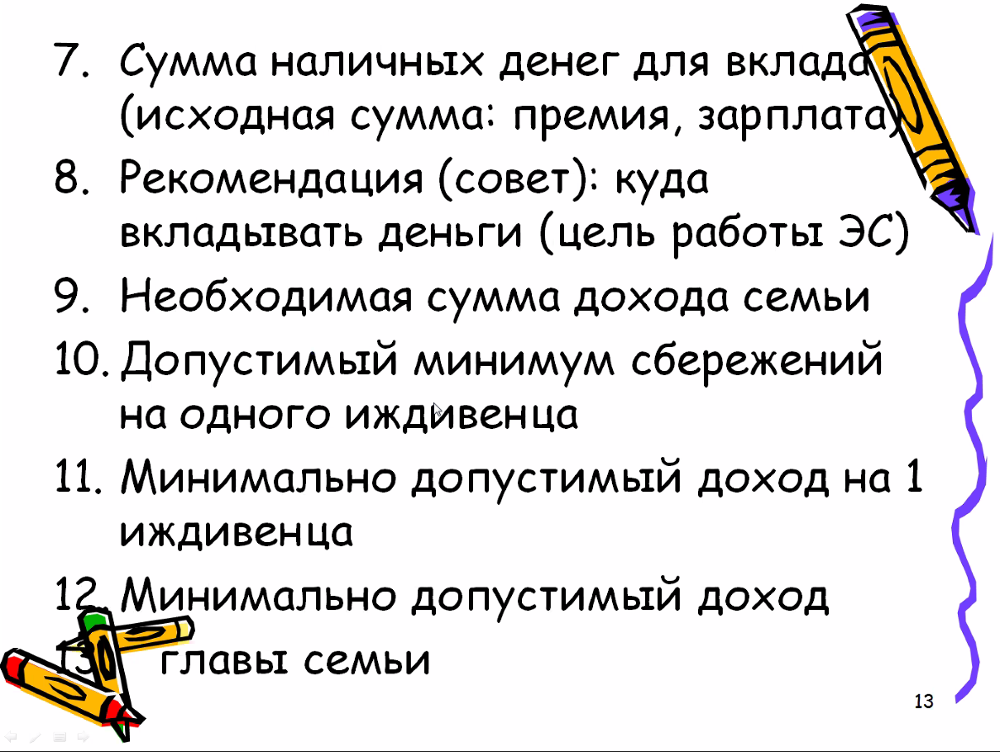 7. Сумма наличных денег для вклада
(исходная сумма: премия, зарплата)
8. Рекомендация (совет): куда
вкладывать деньги (цель работы ЭС)
9. Необходимая сумма дохода семьи
10. Допустимый минимум сбережений
на одного иждивенца
11. Минимально допустимый доход на 1
иждивенца
12. Минимально допустимый доход
13. главы семьи
13